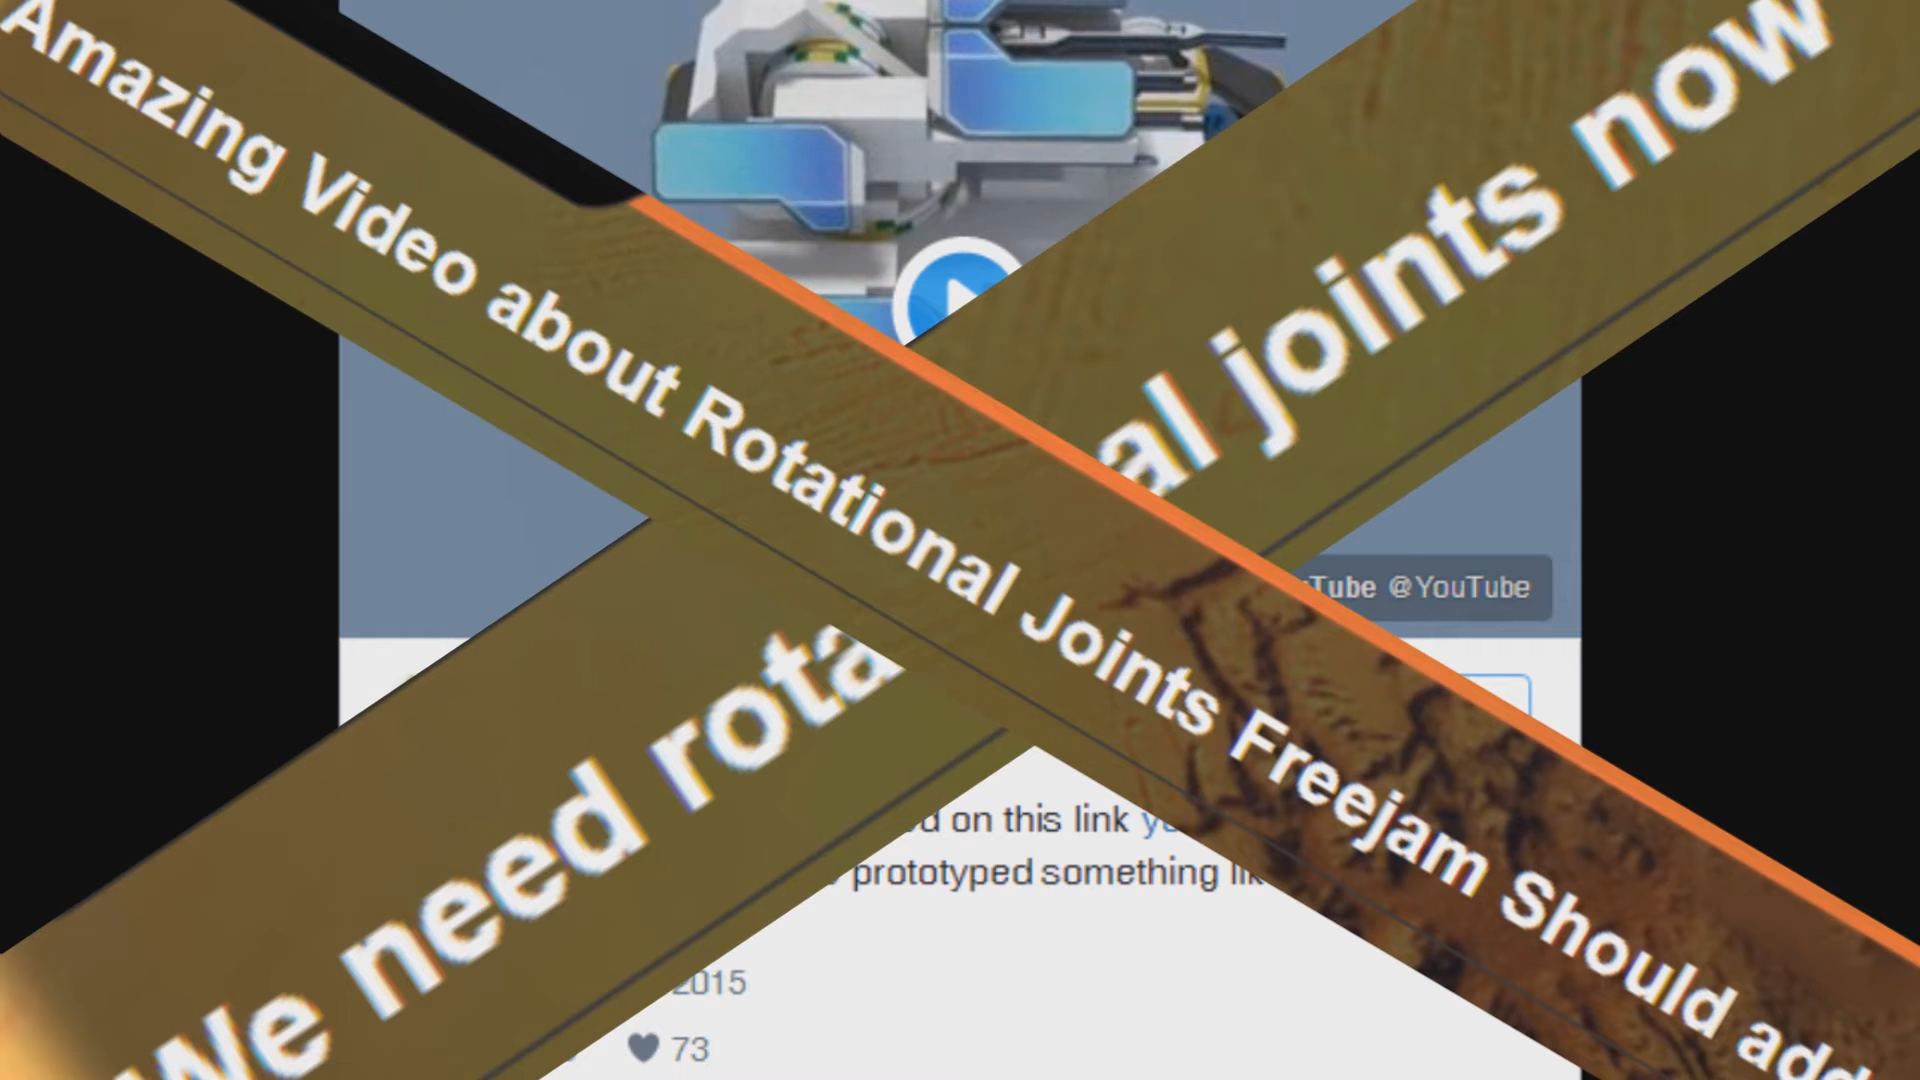 Amazing Video about Rotational Joints Freejam Should add
We need rota al joints now
Tube @YouTube
on this link
prototyped something
2015
73